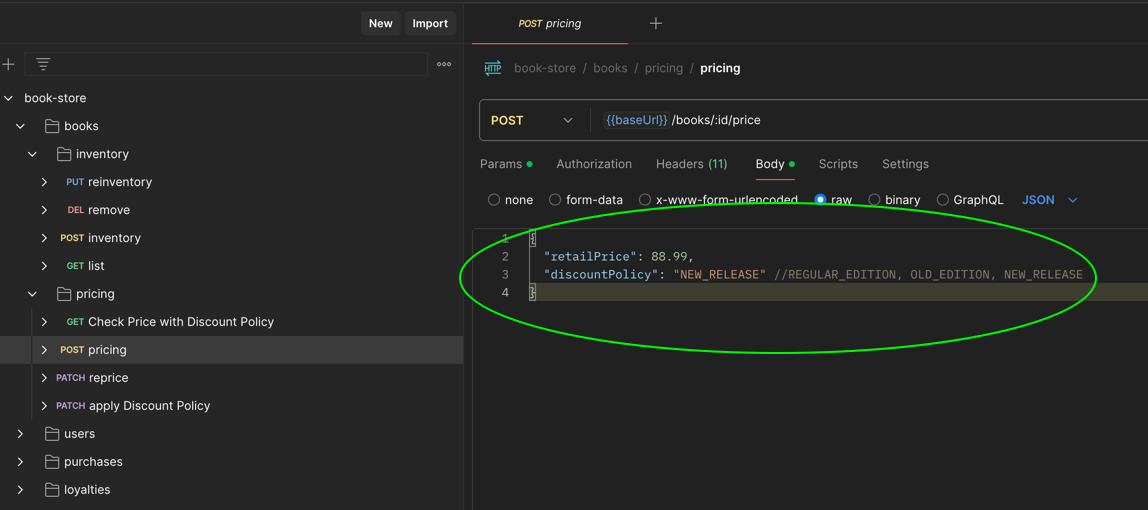 New Import
book-store
books
inventory
PUT reinventory
DEL remove
POST inventory
GET list
pricing
GET Check Price with Discount Policy
POST pricing
PATCH reprice
PATCH apply Discount Policy
users
purchases
loyalties
POST pricing
HTTP book-store / books / pricing / pricing
POST {{baseUrl}} /books/:id/price
Params Authorization Headers (11) Body Scripts Settings
none form-data x-www-form-urlencoded raw binary GraphQL JSON
1 {
2 "retailPrice": 88.99,
3 "discountPolicy": "NEW_RELEASE" //REGULAR_EDITION, OLD_EDITION, NEW_RELEASE
4 }